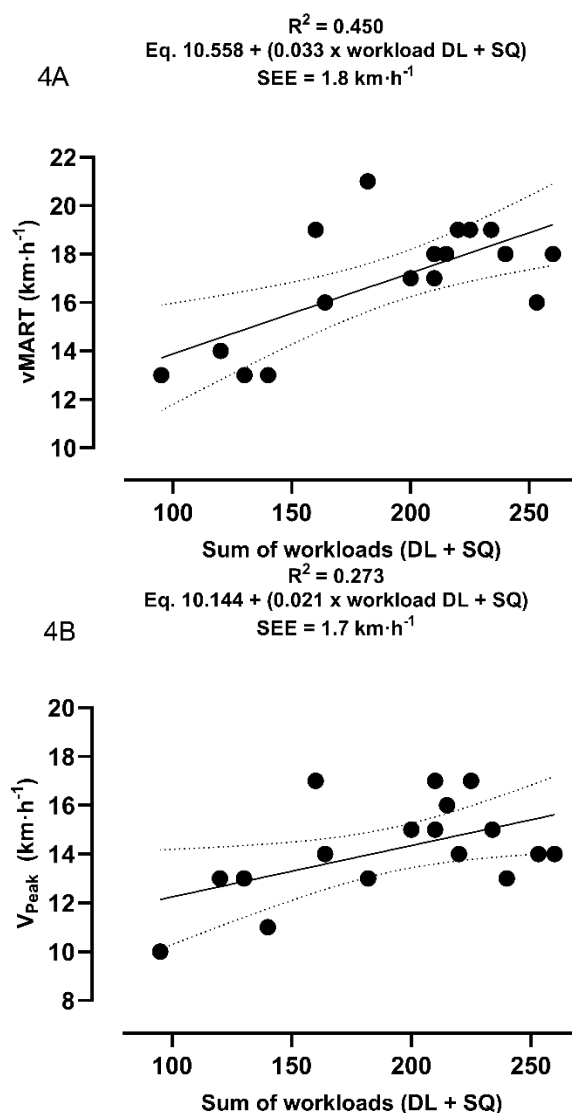 R² = 0.450
Eq. 10.558 + (0.033 x workload DL + SQ)
SEE = 1.8 km·h⁻¹
4A
22
20
18
16
14
12
10
vMART (km·h⁻¹)
100 150 200 250
Sum of workloads (DL + SQ)
R² = 0.273
Eq. 10.144 + (0.021 x workload DL + SQ)
SEE = 1.7 km·h⁻¹
4B
20
18
16
14
12
10
8
V_Peak (km·h⁻¹)
100 150 200 250
Sum of workloads (DL + SQ)